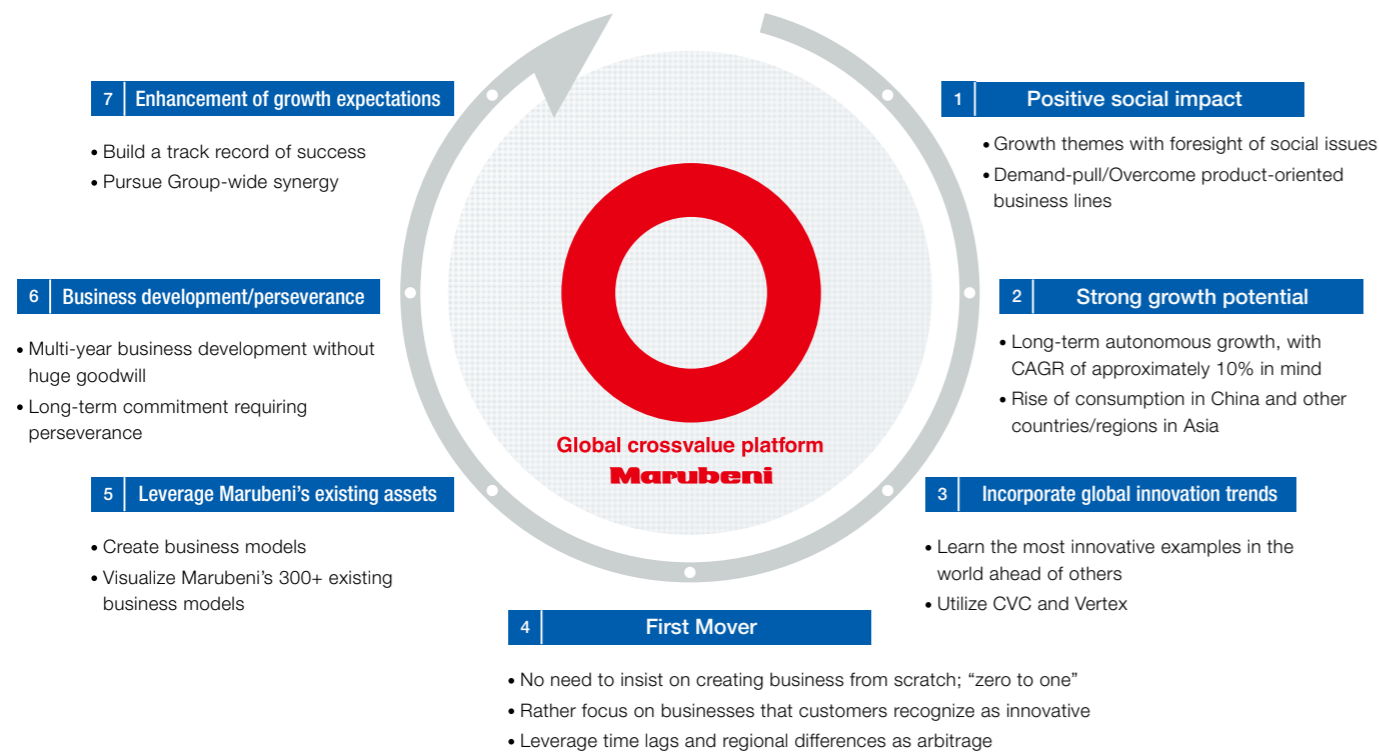 1 Positive social impact
• Growth themes with foresight of social issues
• Demand-pull/Overcome product-oriented
business lines
2 Strong growth potential
• Long-term autonomous growth, with
CAGR of approximately 10% in mind
• Rise of consumption in China and other
countries/regions in Asia
3 Incorporate global innovation trends
• Learn the most innovative examples in the
world ahead of others
• Utilize CVC and Vertex
4 First Mover
• No need to insist on creating business from scratch; “zero to one”
• Rather focus on businesses that customers recognize as innovative
• Leverage time lags and regional differences as arbitrage
5 Leverage Marubeni’s existing assets
• Create business models
• Visualize Marubeni’s 300+ existing
business models
6 Business development/perseverance
• Multi-year business development without
huge goodwill
• Long-term commitment requiring
perseverance
7 Enhancement of growth expectations
• Build a track record of success
• Pursue Group-wide synergy
Global crossvalue platform
Marubeni